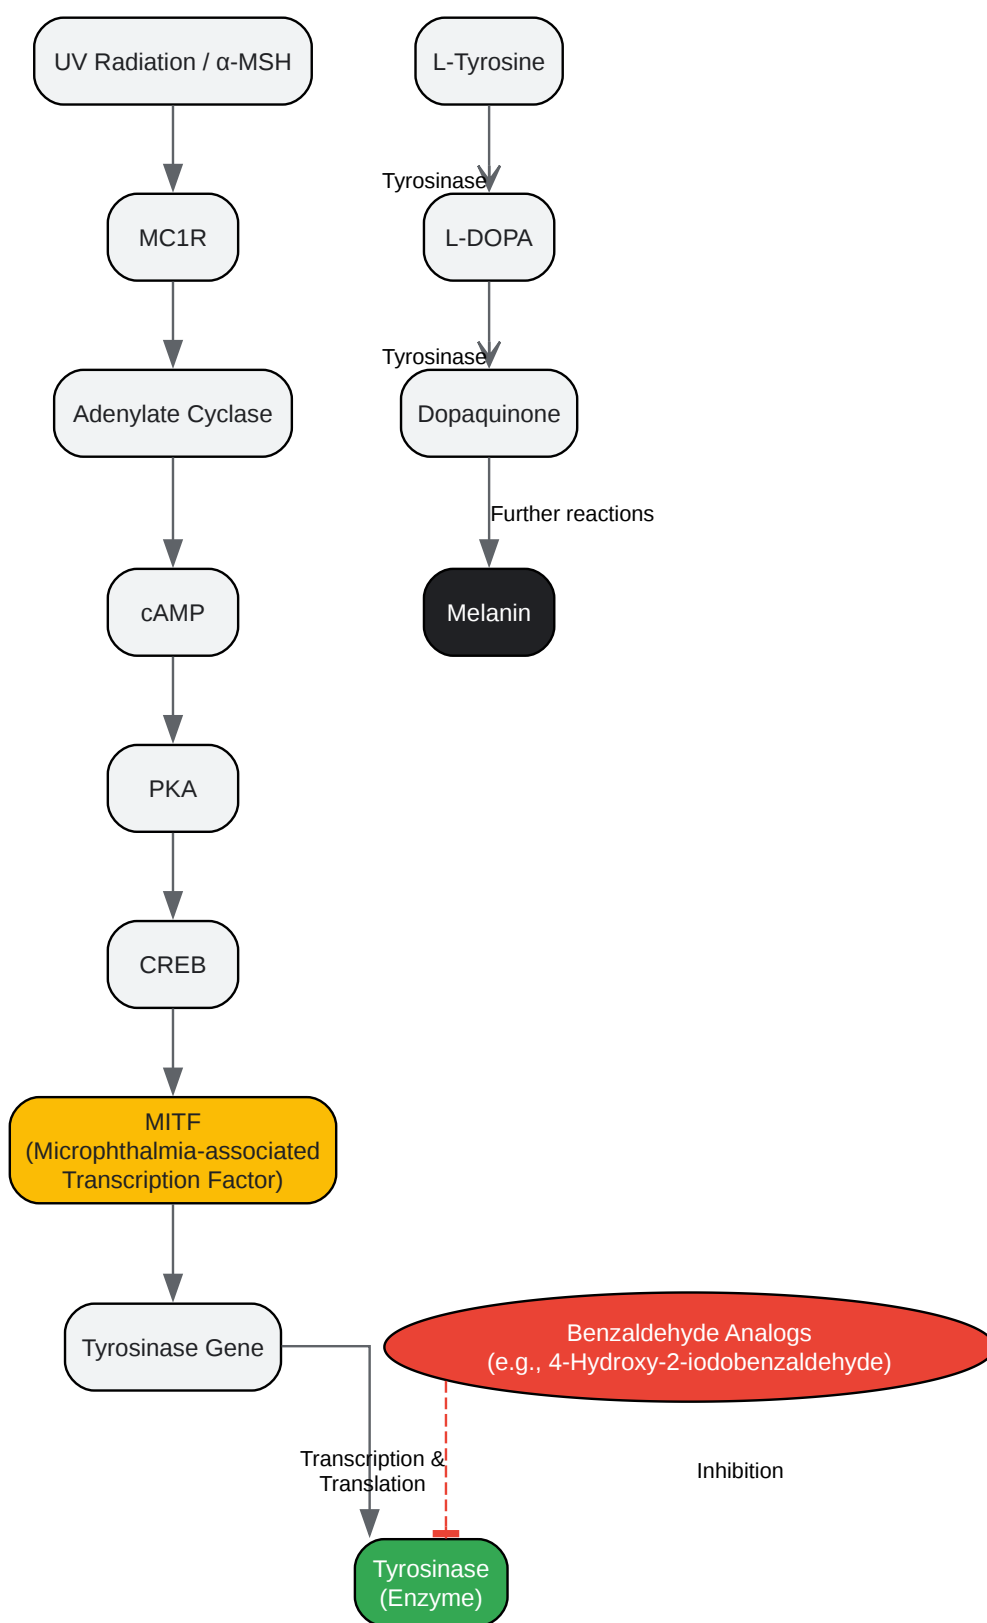 UV Radiation / α-MSH
L-Tyrosine
Tyrosinase
MC1R
L-DOPA
Tyrosinase
Adenylate Cyclase
Dopaquinone
Further reactions
cAMP
Melanin
PKA
CREB
MITF
(Microphthalmia-associated
Transcription Factor)
Tyrosinase Gene
Benzaldehyde Analogs
(e.g., 4-Hydroxy-2-iodobenzaldehyde)
Transcription &
Translation
Inhibition
Tyrosinase
(Enzyme)